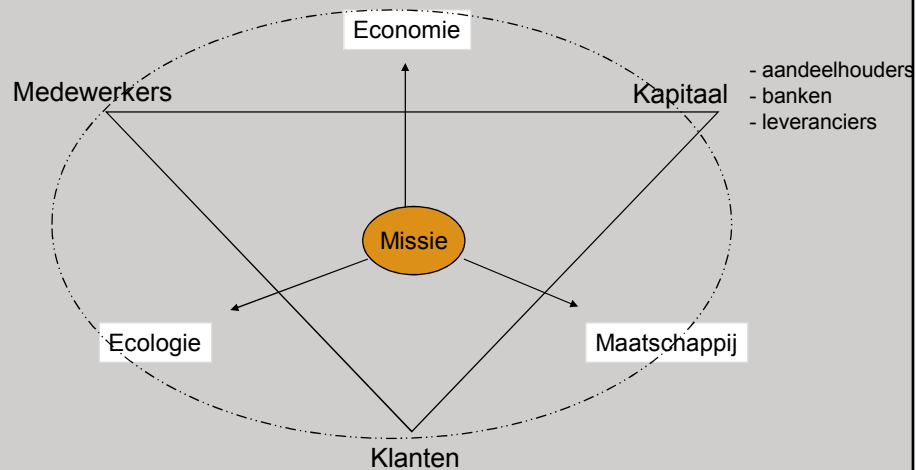 Economie
Medewerkers
Kapitaal
- aandeelhouders
- banken
- leveranciers
Missie
Ecologie
Maatschappij
Klanten